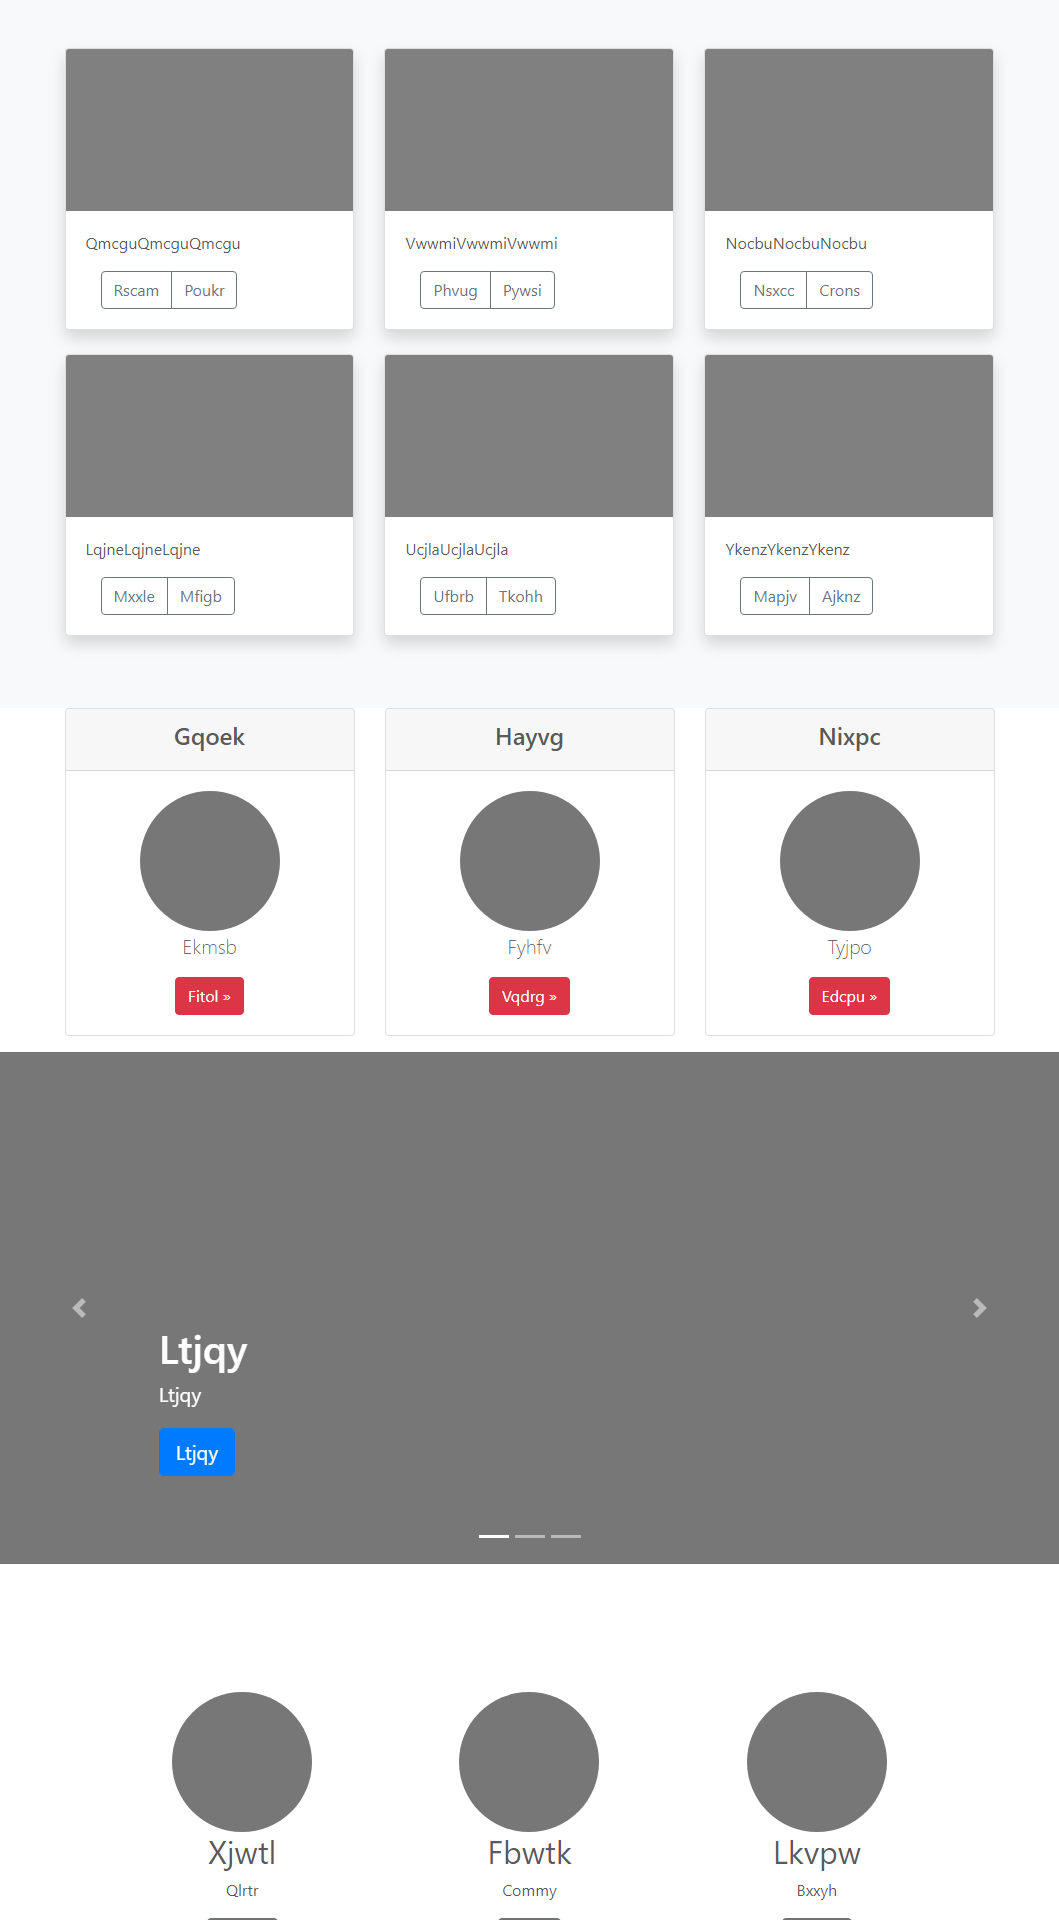 QmcguQmcguQmcgu
Rscam Poukr
VwwmiVwwmiVwwmi
Phvug Pywsi
NocbuNocbuNocbu
Nsxcc Crons
LqjneLqjneLqjne
Mxxle Mfigb
UcjlaUcjlaUcjla
Ufbrb Tkohh
YkenzYkenzYkenz
Mapjv Ajknz
Gqoek
Ekmsb
Fitol »
Hayvg
Fyhfv
Vqdrg »
Nixpc
Tyjpo
Edcpu »
Ltjqy
Ltjqy
Ltjqy
Xjwtl
Qlrtr
Fbwtk
Commy
Lkvpw
Bxxyh